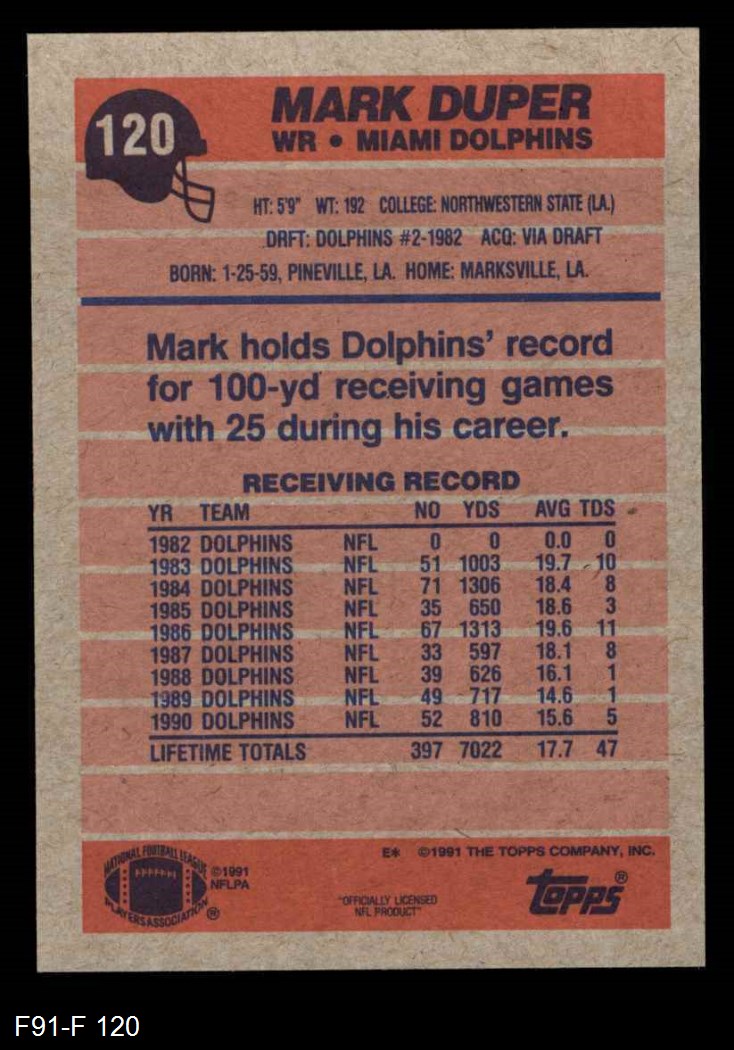 120
MARK DUPER
WR • MIAMI DOLPHINS
HT: 5'9" WT: 192 COLLEGE: NORTHWESTERN STATE (LA.)
DRFT: DOLPHINS #2-1982 ACQ: VIA DRAFT
BORN: 1-25-59, PINEVILLE, LA. HOME: MARKSVILLE, LA.
Mark holds Dolphins' record
for 100-yd receiving games
with 25 during his career.
RECEIVING RECORD
YR TEAM NO YDS AVG TDS
1982 DOLPHINS NFL 0 0 0.0 0
1983 DOLPHINS NFL 51 1003 19.7 10
1984 DOLPHINS NFL 71 1306 18.4 8
1985 DOLPHINS NFL 35 650 18.6 3
1986 DOLPHINS NFL 67 1313 19.6 11
1987 DOLPHINS NFL 33 597 18.1 8
1988 DOLPHINS NFL 39 626 16.1 1
1989 DOLPHINS NFL 49 717 14.6 1
1990 DOLPHINS NFL 52 810 15.6 5
LIFETIME TOTALS 397 7022 17.7 47
E* ©1991 THE TOPPS COMPANY, INC.
NATIONAL FOOTBALL LEAGUE
PLAYERS ASSOCIATION ®
©1991
NFLPA
"OFFICIALLY LICENSED
NFL PRODUCT"
topps ®
F91-F 120